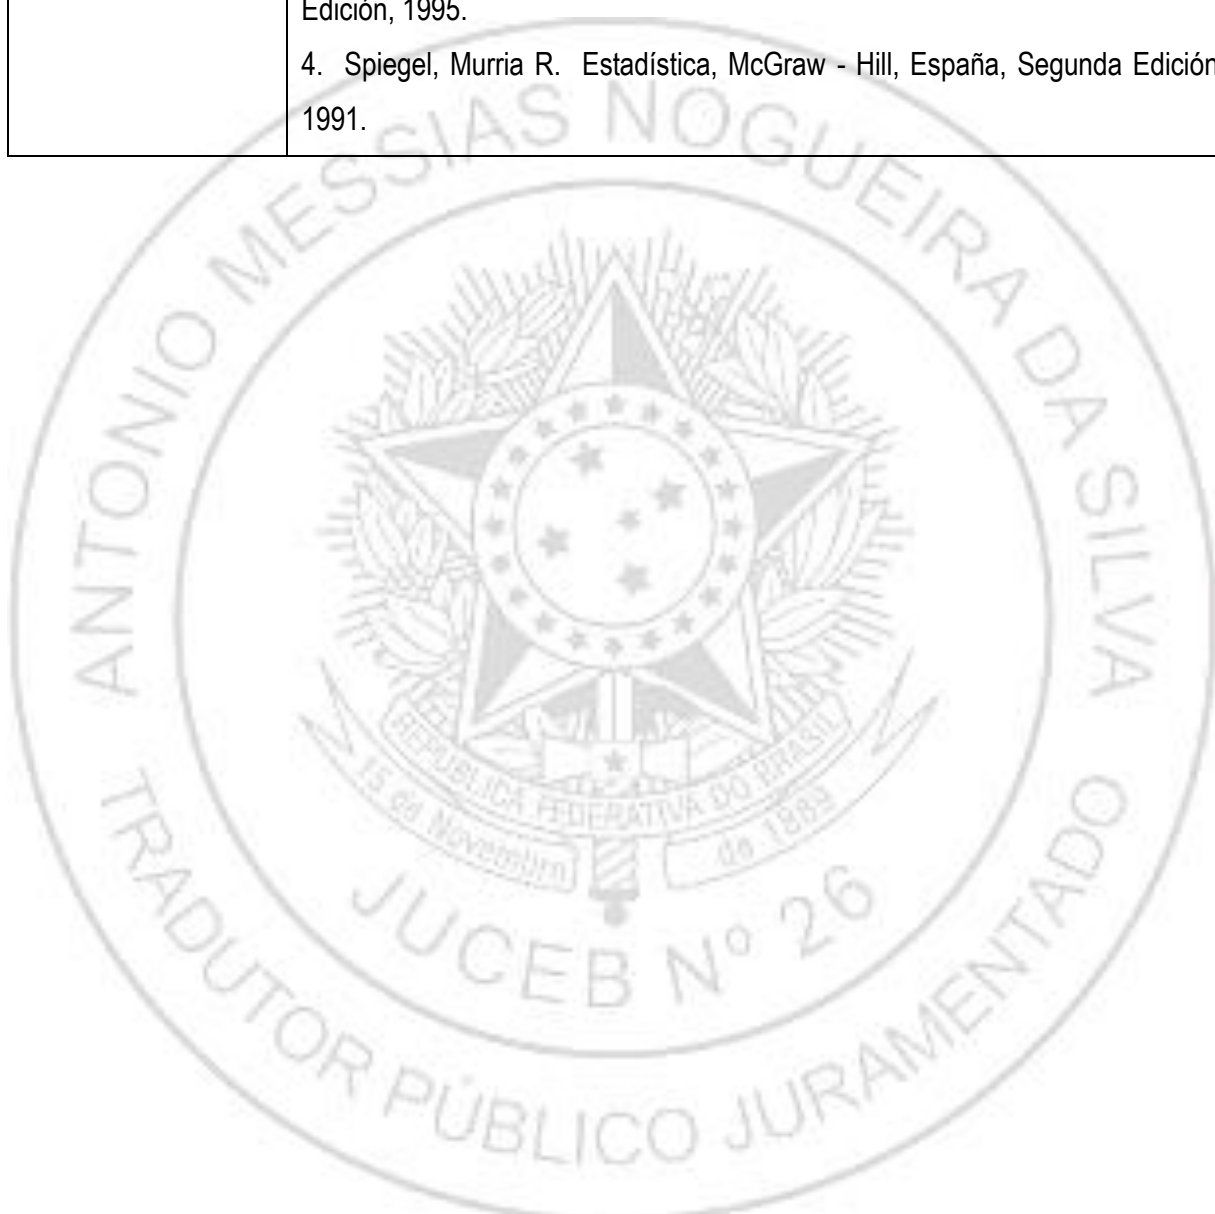 Edición, 1995.
4. Spiegel, Murria R. Estadística, McGraw - Hill, España, Segunda Edición
1991.
ANTONIO MESSIAS NOGUEIRA DA SILVA
REPUBLICA FEDERATIVA DO BRASIL
15 de Novembro de 1889
JUCEB Nº 26
TRADUTOR PÚBLICO JURAMENTADO